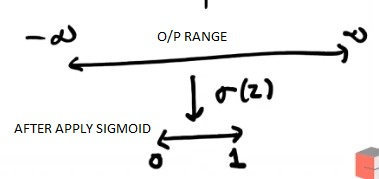 -∞ O/P RANGE ∞
σ(z)
AFTER APPLY SIGMOID
0 1